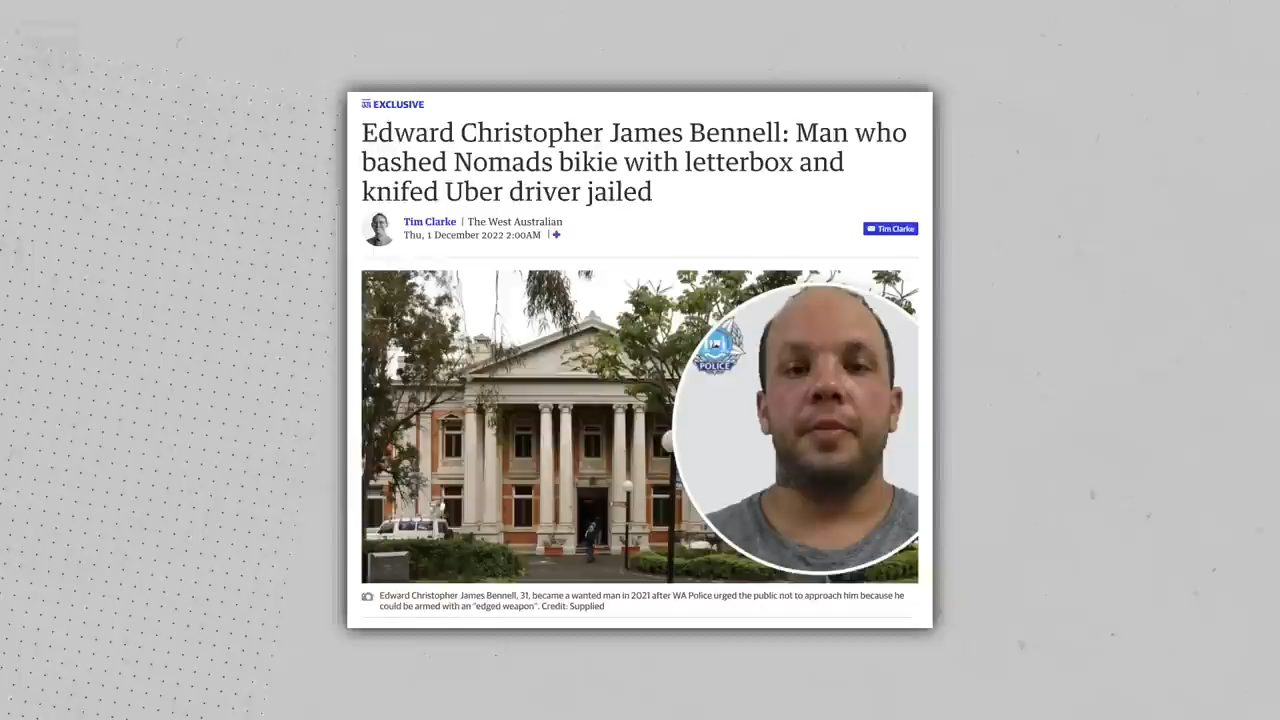 EXCLUSIVE
Edward Christopher James Bennell: Man who
bashed Nomads bikie with letterbox and
knifed Uber driver jailed
Tim Clarke | The West Australian
Thu, 1 December 2022 2:00AM
Tim Clarke
POLICE
Edward Christopher James Bennell, 31, became a wanted man in 2021 after WA Police urged the public not to approach him because he
could be armed with an "edged weapon". Credit: Supplied